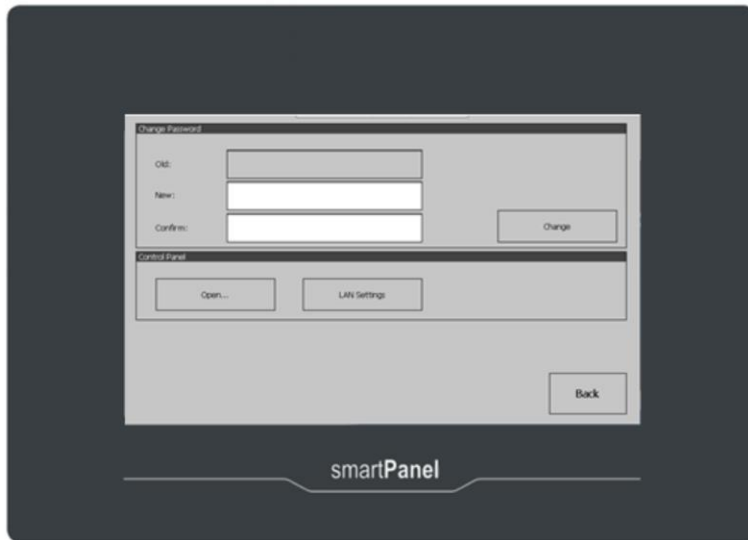 Change Password
Old:
New:
Confirm:
Change
Control Panel
Open...
LAN Settings
Back
smartPanel